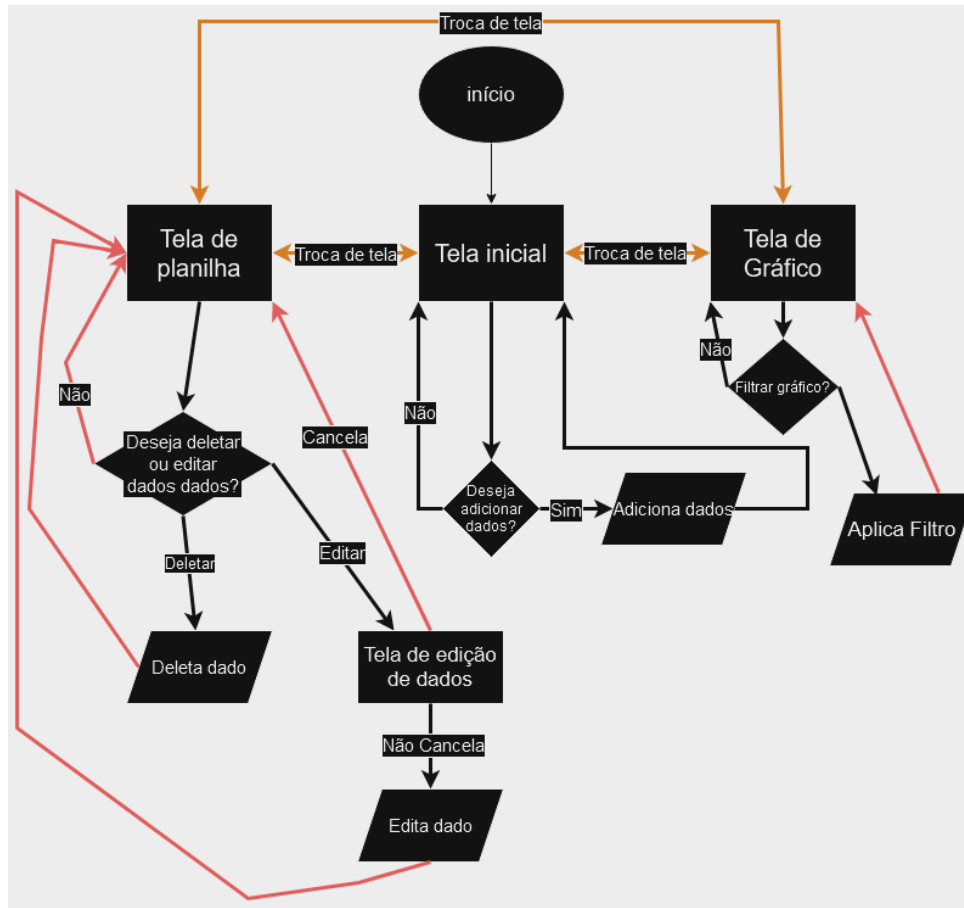 Troca de tela
início
Tela de
planilha
Troca de tela
Tela inicial
Troca de tela
Tela de
Gráfico
Não
Filtrar gráfico?
Não
Cancela
Não
Deseja deletar
ou editar
dados dados?
Deseja
adicionar
dados?
Sim
Adiciona dados
Aplica Filtro
Deletar
Editar
Deleta dado
Tela de edição
de dados
Não Cancela
Edita dado